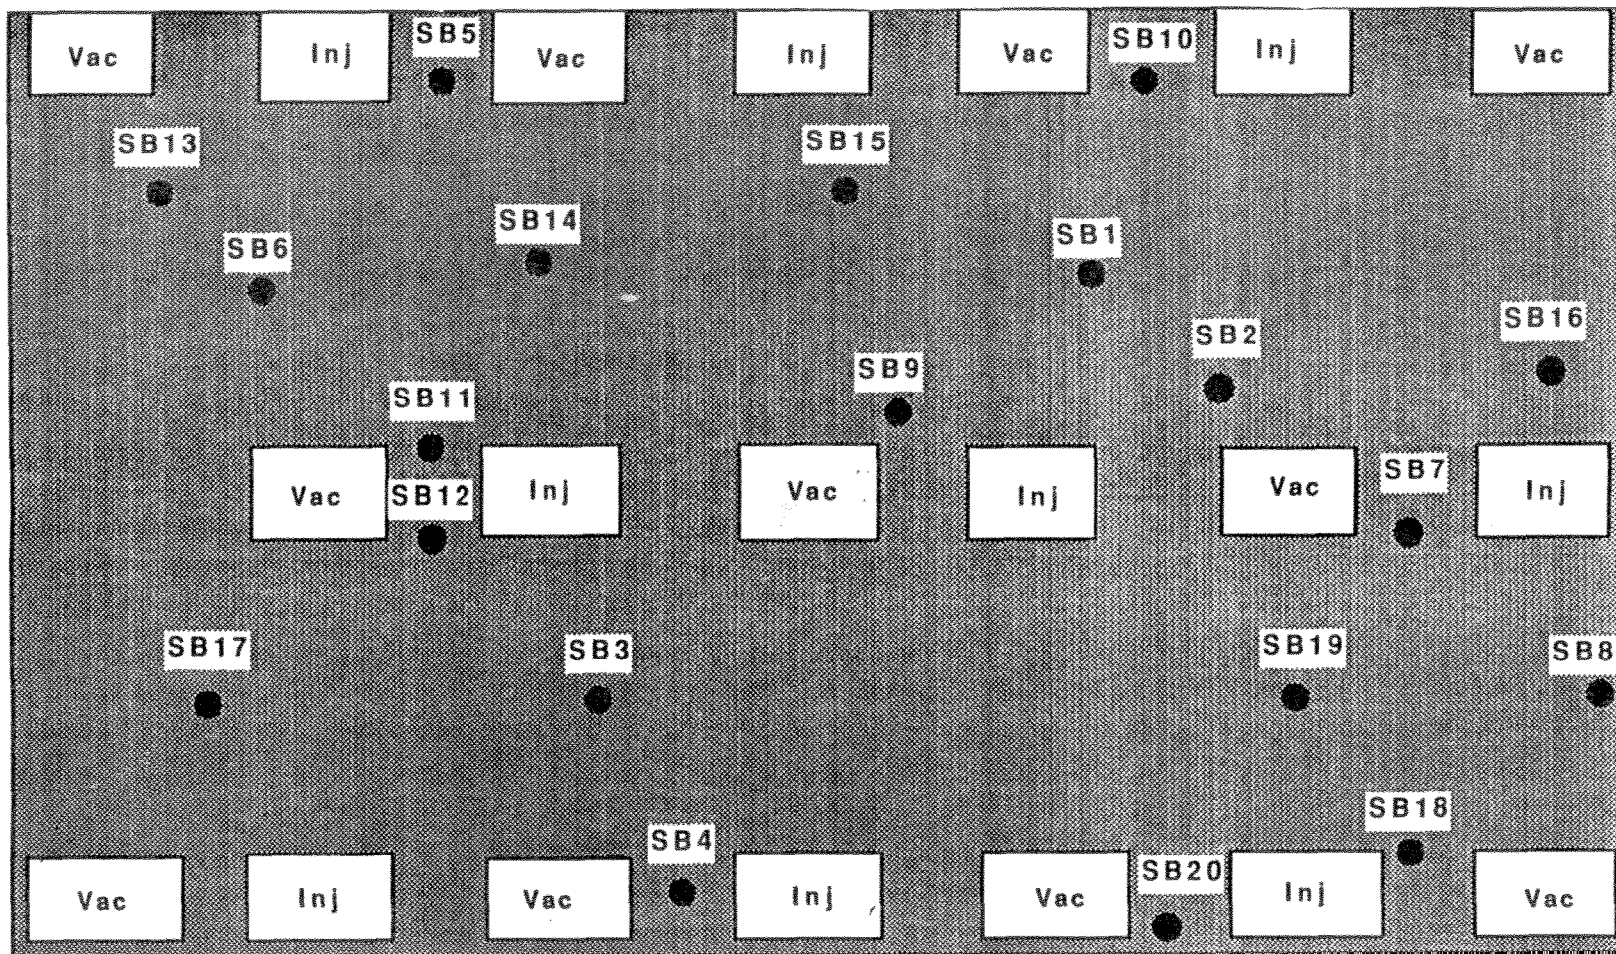 Vac
Inj
SB5
Vac
Inj
Vac
SB10
Inj
Vac
SB13
SB15
SB6
SB14
SB1
SB2
SB16
SB11
SB9
Vac
SB12
Inj
Vac
Inj
Vac
SB7
Inj
SB17
SB3
SB19
SB8
SB4
SB18
Vac
Inj
Vac
Inj
Vac
SB20
Inj
Vac